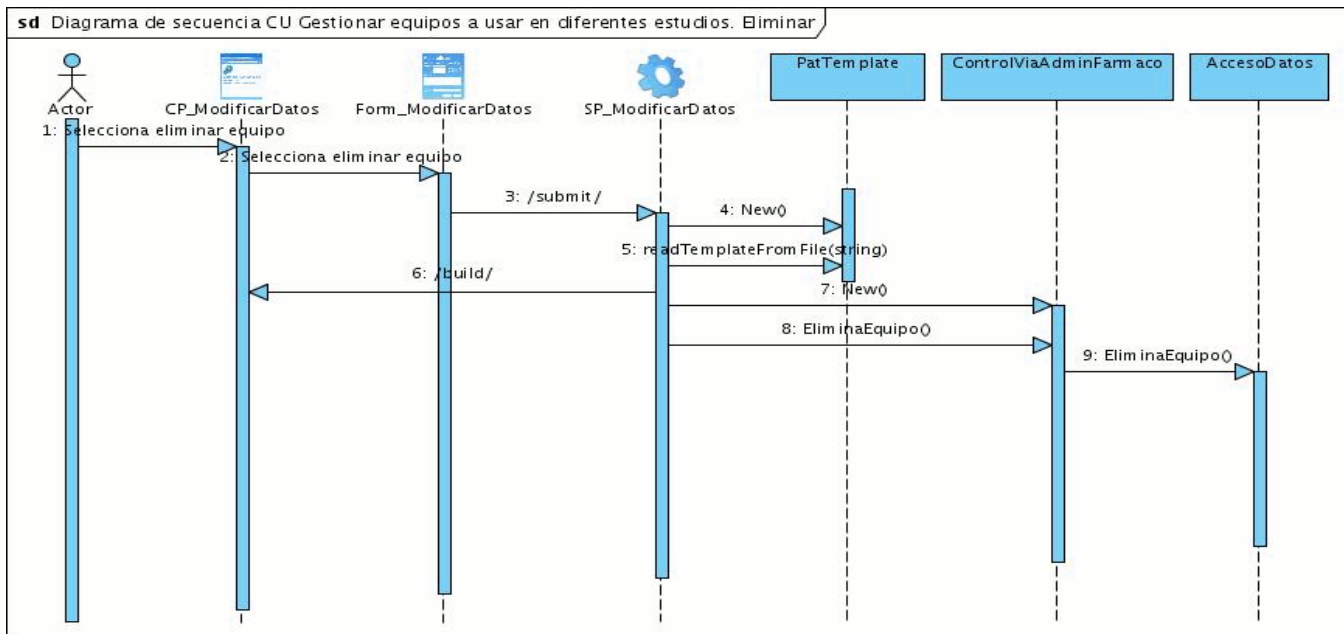 sd Diagrama de secuencia CU Gestionar equipos a usar en diferentes estudios. Eliminar
PatTemplate
ControlViaAdminFarmaco
AccesoDatos
Actor
CP_ModificarDatos
Form_ModificarDatos
SP_ModificarDatos
1: Selecciona eliminar equipo
2: Selecciona eliminar equipo
3: /submit/
4: New()
5: readTemplateFromFile(string)
6: /build/
7: New()
8: EliminaEquipo()
9: EliminaEquipo()